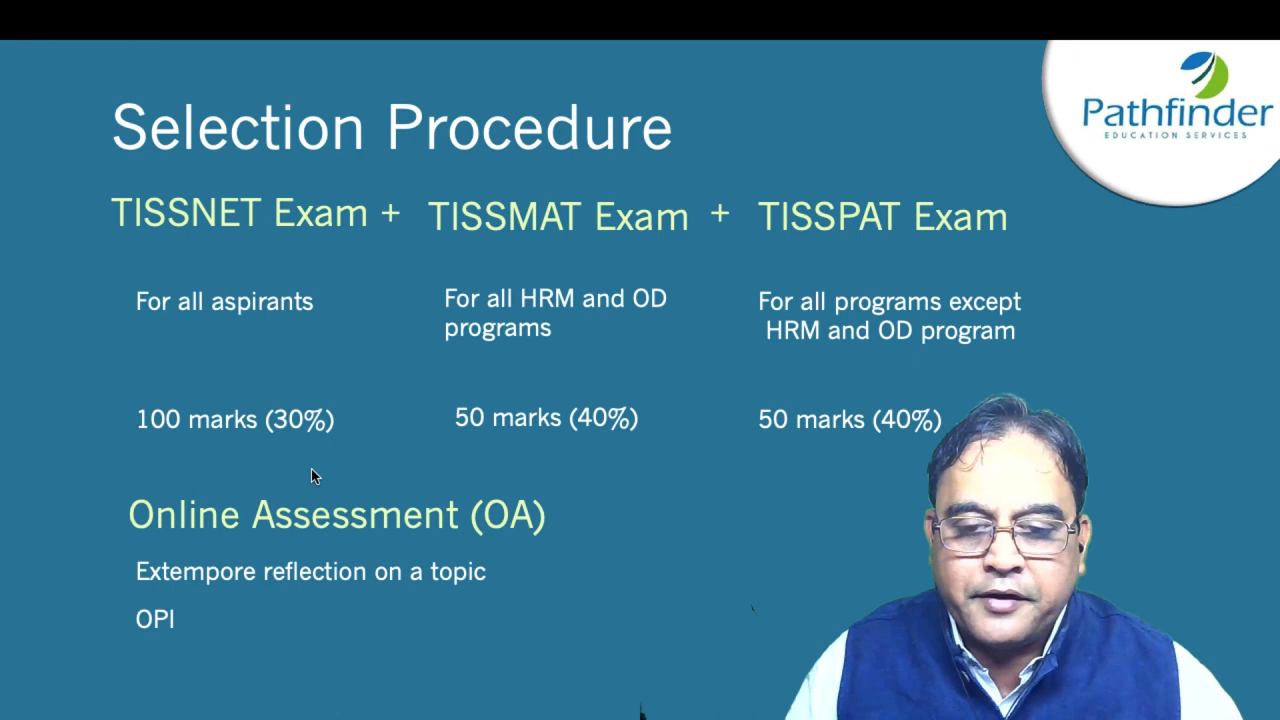 Pathfinder
EDUCATION SERVICES
Selection Procedure
TISSNET Exam + TISSMAT Exam + TISSPAT Exam
For all aspirants
For all HRM and OD
programs
For all programs except
HRM and OD program
100 marks (30%)
50 marks (40%)
50 marks (40%)
Online Assessment (OA)
Extempore reflection on a topic
OPI